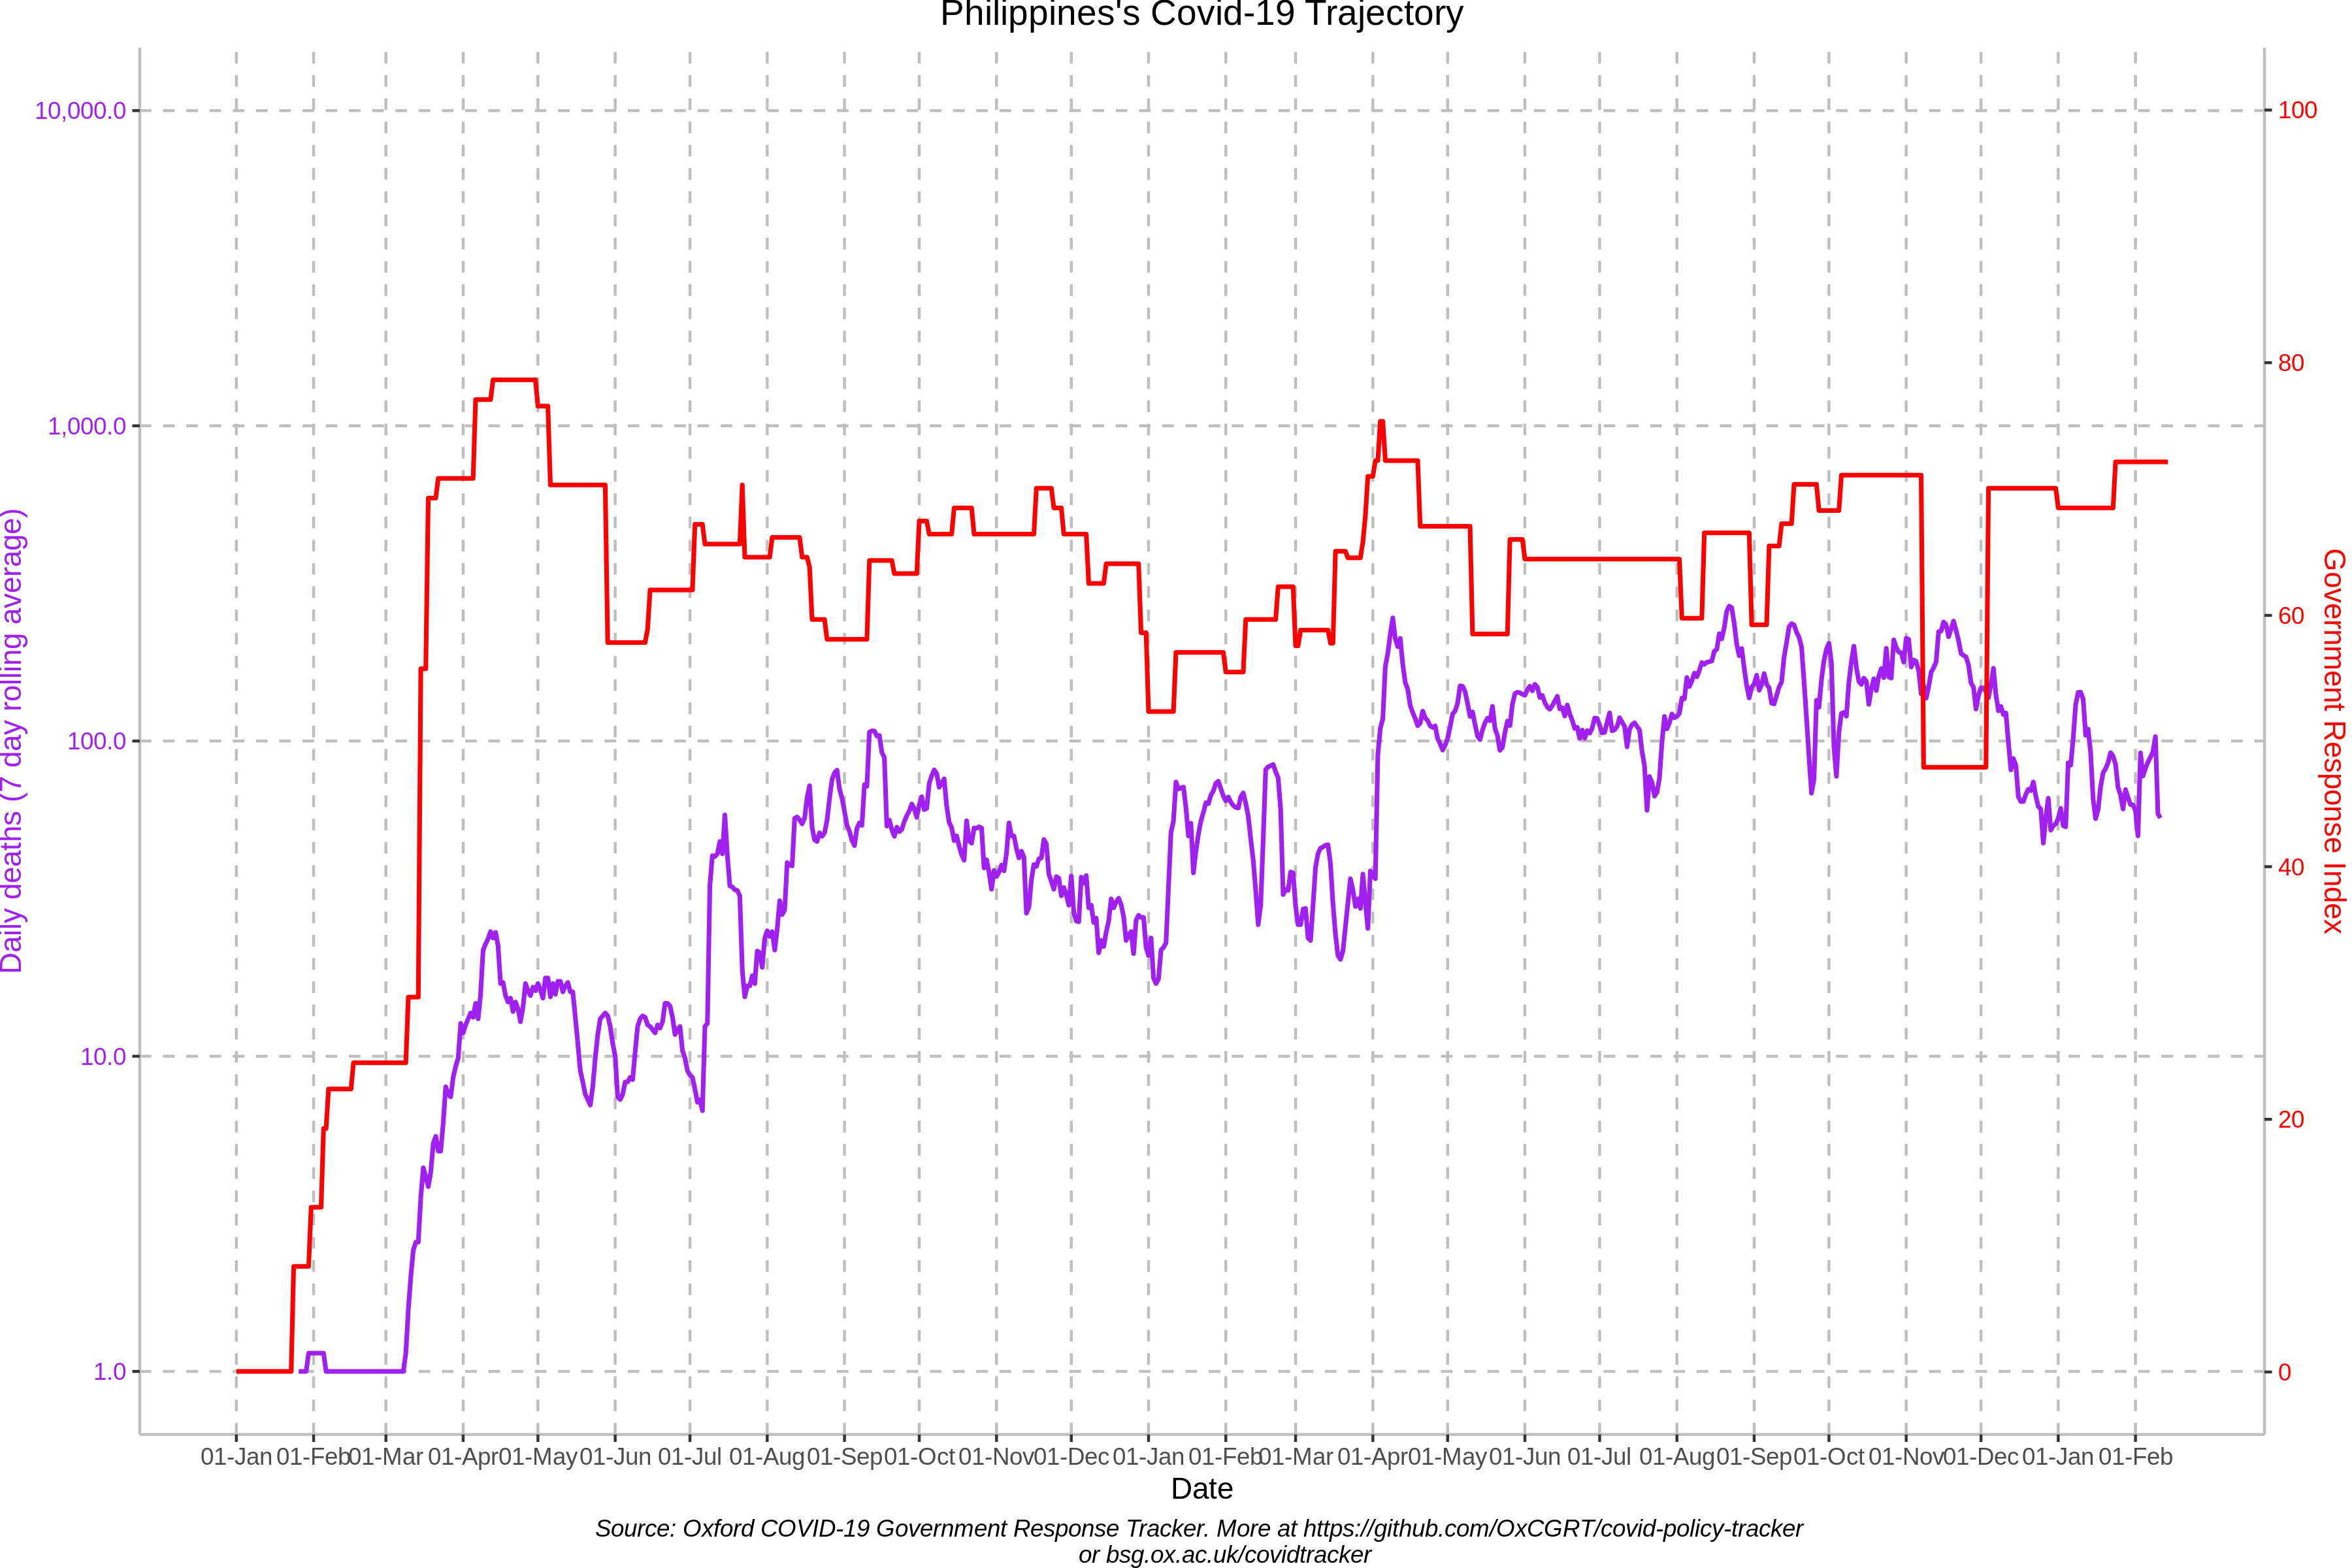 Philippines's Covid-19 Trajectory
10,000.0
1,000.0
100.0
10.0
1.0
Daily deaths (7 day rolling average)
100
80
60
40
20
0
Government Response Index
01-Jan 01-Feb 01-Mar 01-Apr 01-May 01-Jun 01-Jul 01-Aug 01-Sep 01-Oct 01-Nov 01-Dec 01-Jan 01-Feb 01-Mar 01-Apr 01-May 01-Jun 01-Jul 01-Aug 01-Sep 01-Oct 01-Nov 01-Dec 01-Jan 01-Feb
Date
Source: Oxford COVID-19 Government Response Tracker. More at https://github.com/OxCGRT/covid-policy-tracker
or bsg.ox.ac.uk/covidtracker